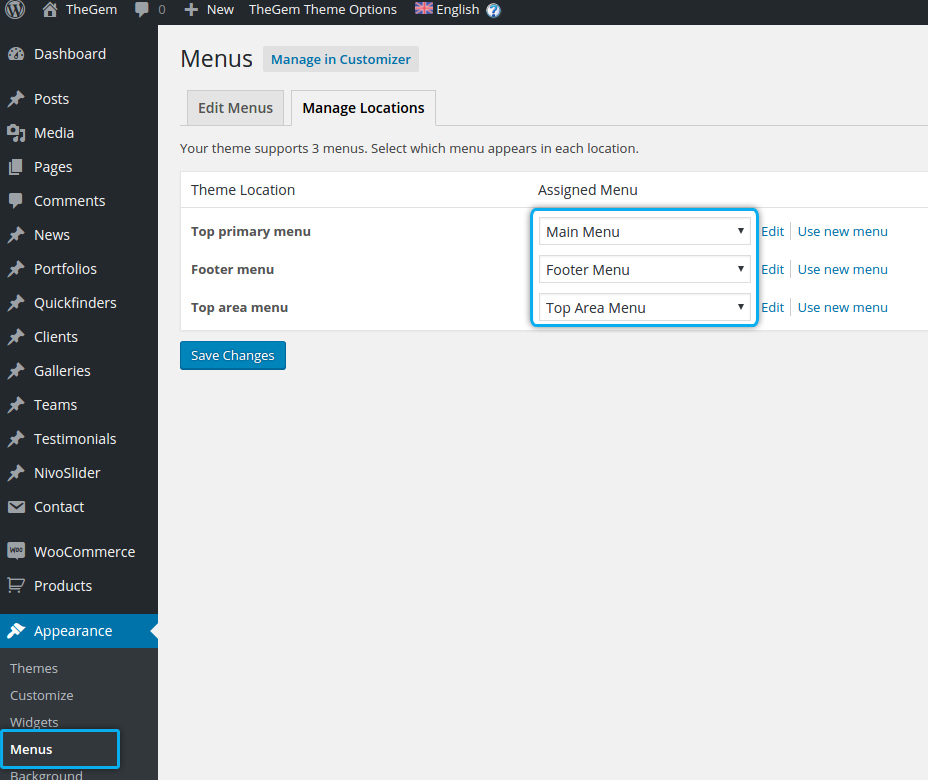 TheGem 0 New TheGem Theme Options English ?
Dashboard
Posts
Media
Pages
Comments
News
Portfolios
Quickfinders
Clients
Galleries
Teams
Testimonials
NivoSlider
Contact
Woo WooCommerce
Products
Appearance
Themes
Customize
Widgets
Menus
Background
Menus Manage in Customizer
Edit Menus Manage Locations
Your theme supports 3 menus. Select which menu appears in each location.
Theme Location Assigned Menu
Top primary menu Main Menu Edit Use new menu
Footer menu Footer Menu Edit Use new menu
Top area menu Top Area Menu Edit Use new menu
Save Changes